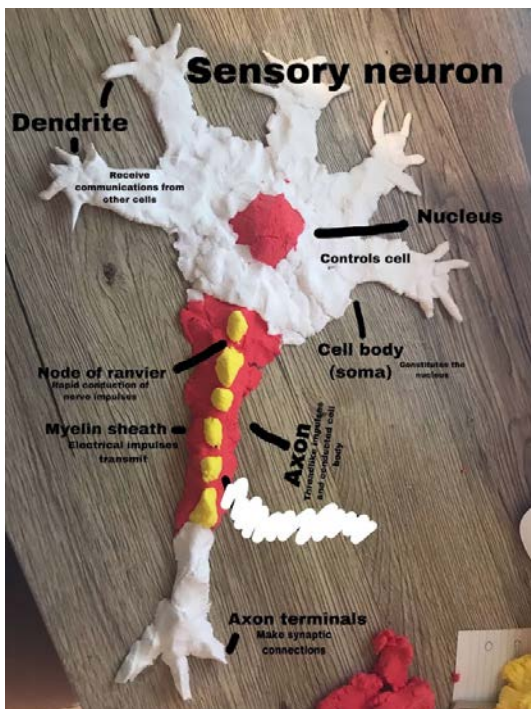 Sensory neuron
Dendrite
Receive
communications from
other cells
Nucleus
Controls cell
Cell body
(soma)
Constitutes the
nucleus
Node of ranvier
Rapid conduction of
nerve impulses
Myelin sheath
Electrical impulses
transmit
Axon
Threadlike impulses
and conducted cell
body
Axon terminals
Make synaptic
connections